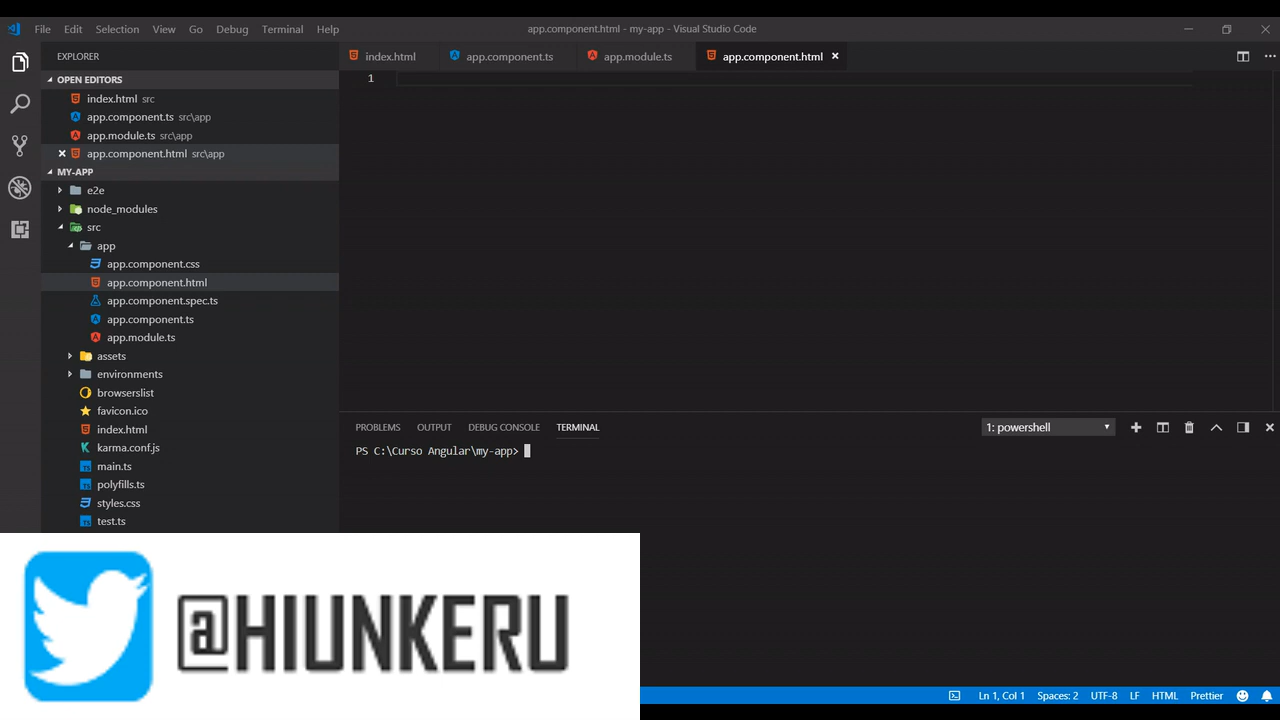 File Edit Selection View Go Debug Terminal Help
app.component.html - my-app - Visual Studio Code
EXPLORER
OPEN EDITORS
index.html src
app.component.ts src\app
app.module.ts src\app
app.component.html src\app
MY-APP
e2e
node_modules
src
app
app.component.css
app.component.html
app.component.spec.ts
app.component.ts
app.module.ts
assets
environments
browserslist
favicon.ico
index.html
karma.conf.js
main.ts
polyfills.ts
styles.css
test.ts
index.html app.component.ts app.module.ts app.component.html
1
PROBLEMS OUTPUT DEBUG CONSOLE TERMINAL
1: powershell
PS C:\Curso Angular\my-app>
@HIUNKERU
Ln 1, Col 1 Spaces: 2 UTF-8 LF HTML Prettier